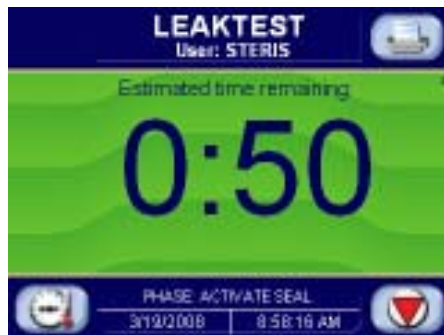 LEAKTEST
User: STERIS
Estimated time remaining
0:50
PHASE: ACTIVATE SEAL
3/19/2008 8:58:16 AM